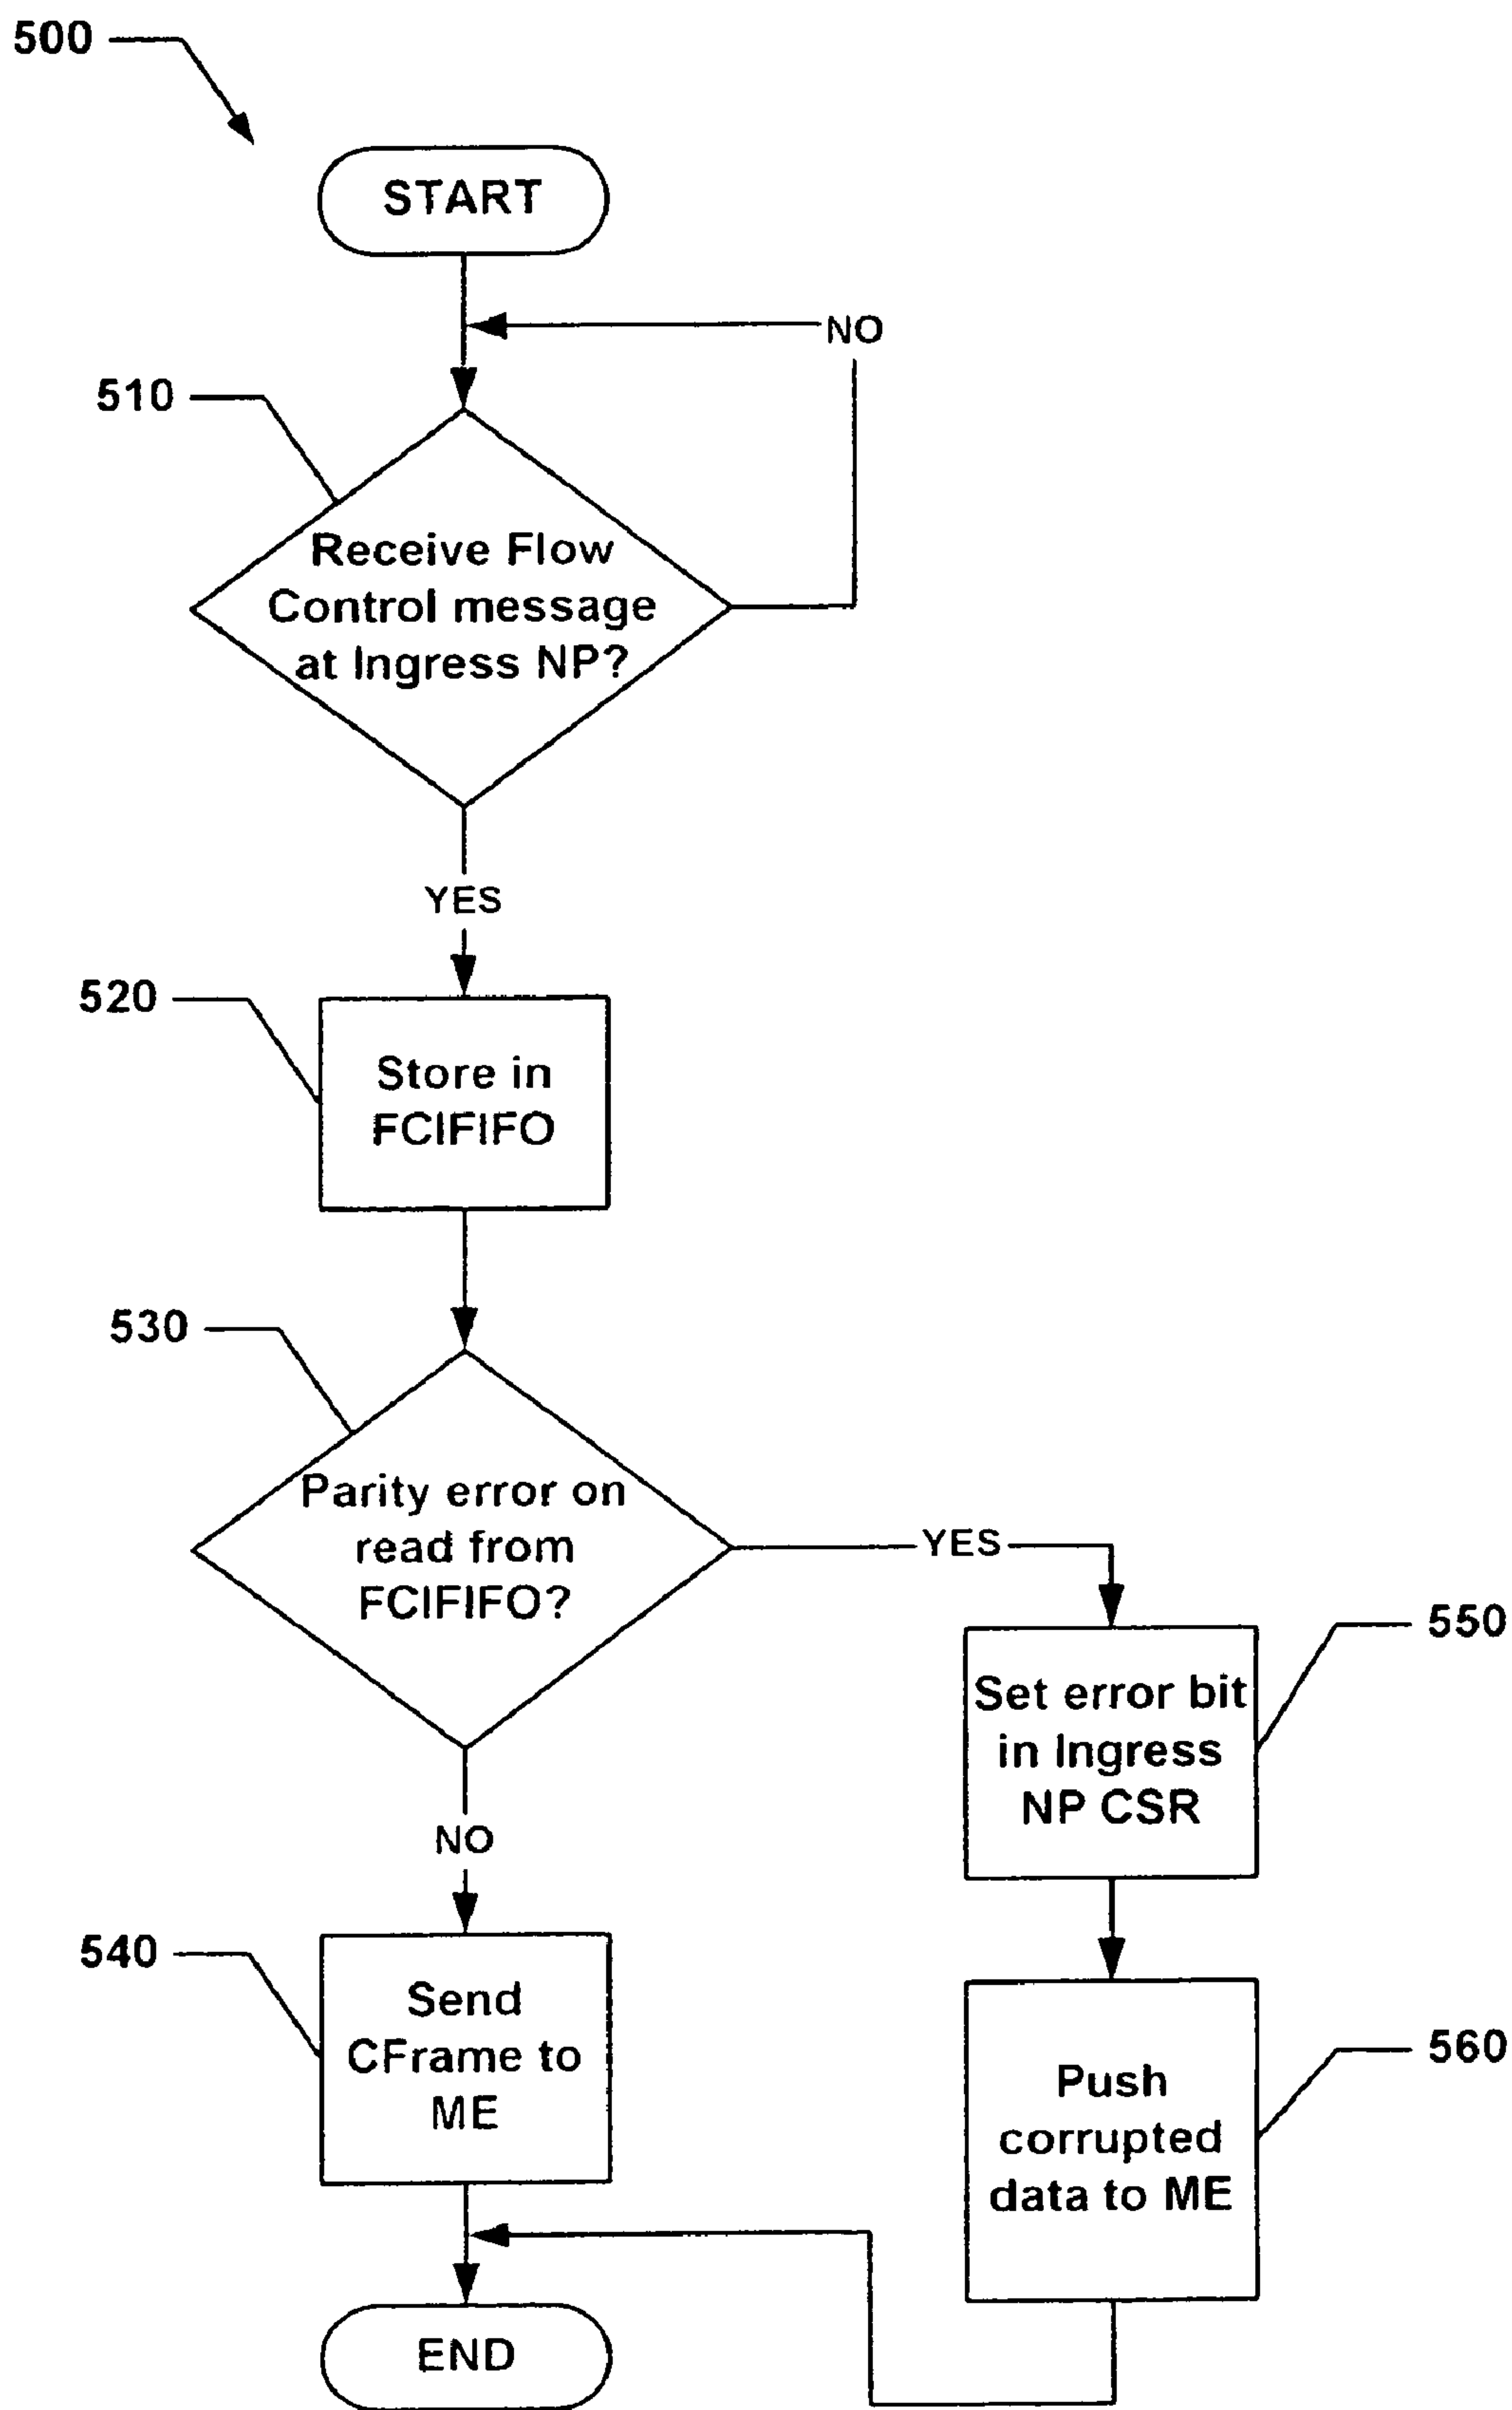 500
START
NO
510
Receive Flow
Control message
at Ingress NP?
YES
520
Store in
FCIFIFO
530
Parity error on
read from
FCIFIFO?
YES
550
Set error bit
in Ingress
NP CSR
NO
540
Send
CFrame to
ME
560
Push
corrupted
data to ME
END